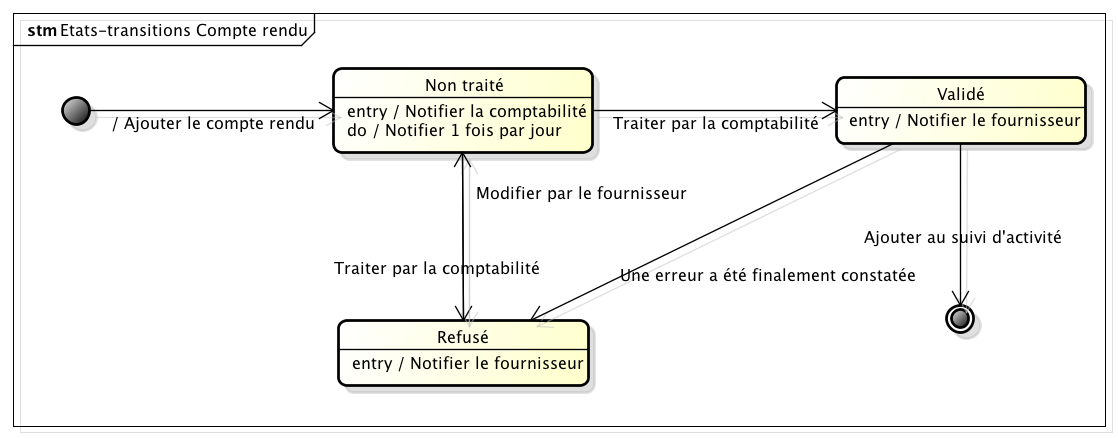 stm Etats-transitions Compte rendu
Non traité
entry / Notifier la comptabilité
do / Notifier 1 fois par jour
Validé
entry / Notifier le fournisseur
/ Ajouter le compte rendu
Traiter par la comptabilité
Modifier par le fournisseur
Ajouter au suivi d'activité
Traiter par la comptabilité
Une erreur a été finalement constatée
Refusé
entry / Notifier le fournisseur